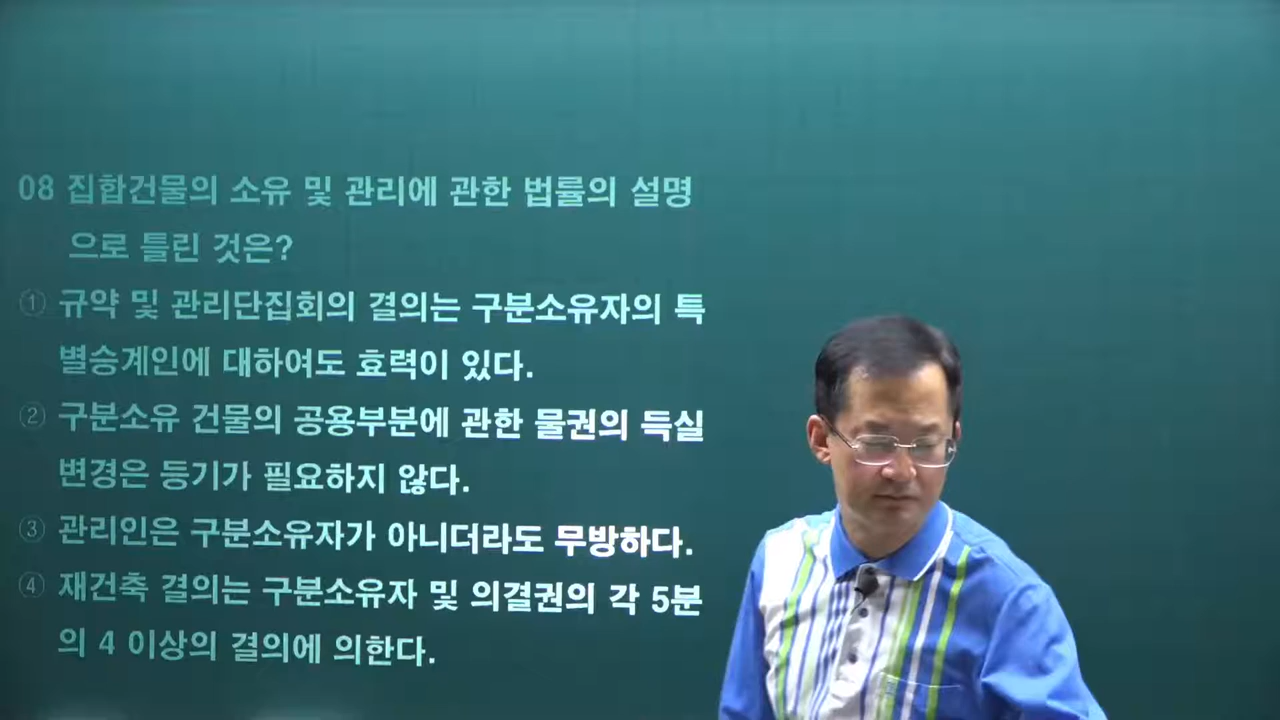 08 집합건물의 소유 및 관리에 관한 법률의 설명
으로 틀린 것은?
① 규약 및 관리단집회의 결의는 구분소유자의 특
별승계인에 대하여도 효력이 있다.
② 구분소유 건물의 공용부분에 관한 물권의 득실
변경은 등기가 필요하지 않다.
③ 관리인은 구분소유자가 아니더라도 무방하다.
④ 재건축 결의는 구분소유자 및 의결권의 각 5분
의 4 이상의 결의에 의한다.